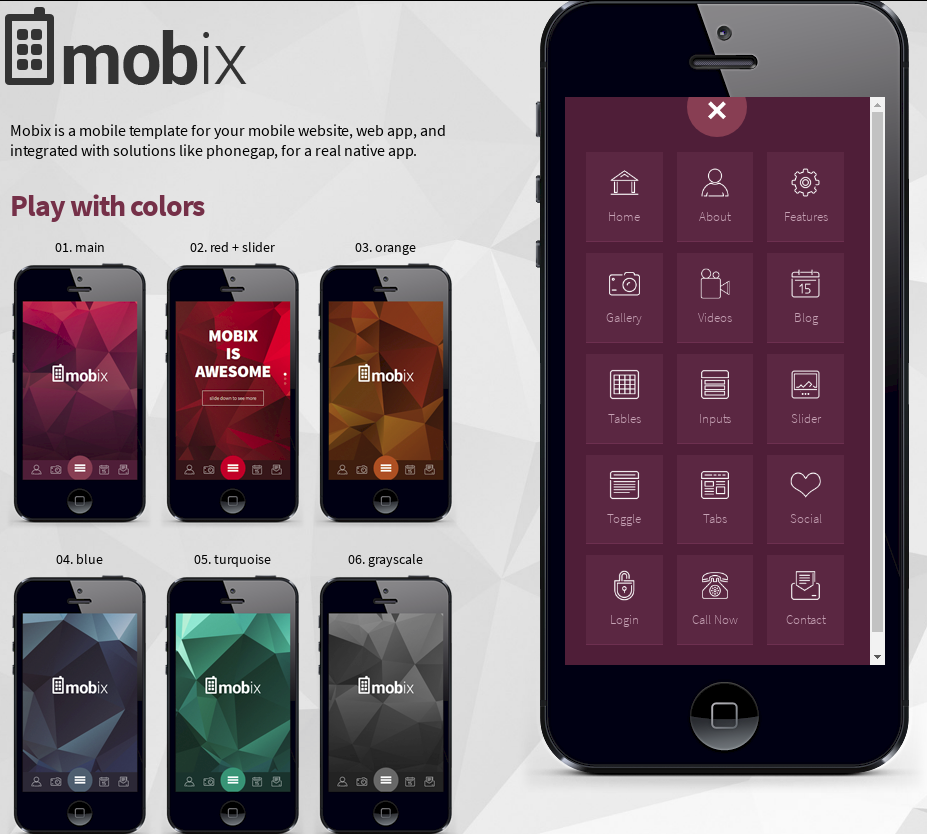 mobix
Mobix is a mobile template for your mobile website, web app, and
integrated with solutions like phonegap, for a real native app.
Play with colors
01. main
02. red + slider
03. orange
mobix
MOBIX
IS
AWESOME
slide down to see more
mobix
04. blue
05. turquoise
06. grayscale
mobix
mobix
mobix
Home
About
Features
Gallery
Videos
15
Blog
Tables
Inputs
Slider
Toggle
Tabs
Social
Login
Call Now
Contact